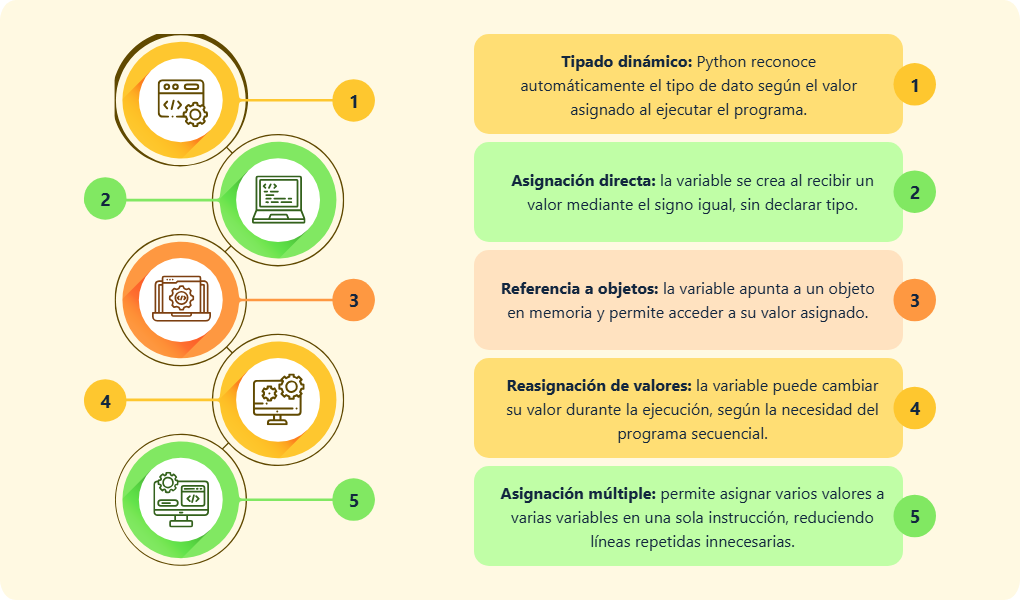 1
2
3
4
5
Tipado dinámico: Python reconoce
automáticamente el tipo de dato según el valor
asignado al ejecutar el programa.
1
Asignación directa: la variable se crea al recibir un
valor mediante el signo igual, sin declarar tipo.
2
Referencia a objetos: la variable apunta a un objeto
en memoria y permite acceder a su valor asignado.
3
Reasignación de valores: la variable puede cambiar
su valor durante la ejecución, según la necesidad del
programa secuencial.
4
Asignación múltiple: permite asignar varios valores a
varias variables en una sola instrucción, reduciendo
líneas repetidas innecesarias.
5